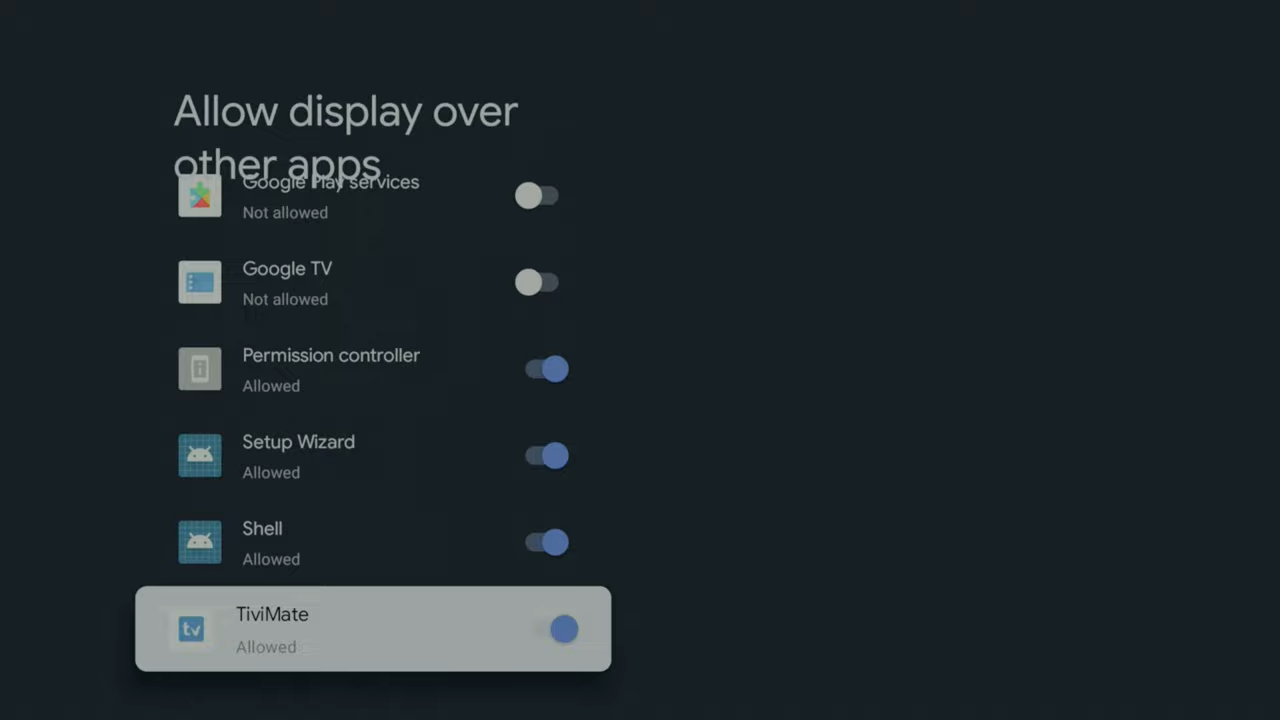 Allow display over
other apps
Google Play services
Not allowed
Google TV
Not allowed
Permission controller
Allowed
Setup Wizard
Allowed
Shell
Allowed
tv
TiviMate
Allowed